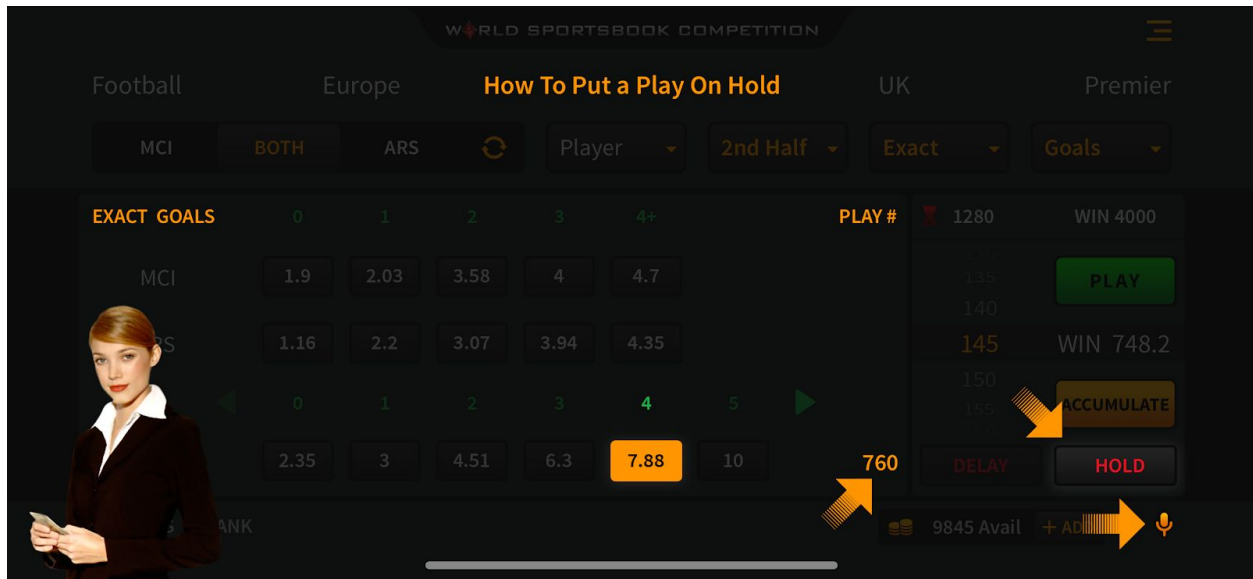 WORLD SPORTSBOOK COMPETITION
Football Europe How To Put a Play On Hold UK Premier
MCI BOTH ARS Player 2nd Half Exact Goals
EXACT GOALS 0 1 2 3 4+ PLAY # 1280 WIN 4000
MCI 1.9 2.03 3.58 4 4.7 135 PLAY
140
1.16 2.2 3.07 3.94 4.35 145 WIN 748.2
150
0 1 2 3 4 5 155 ACCUMULATE
2.35 3 4.51 6.3 7.88 10 760 DELAY HOLD
9845 Avail